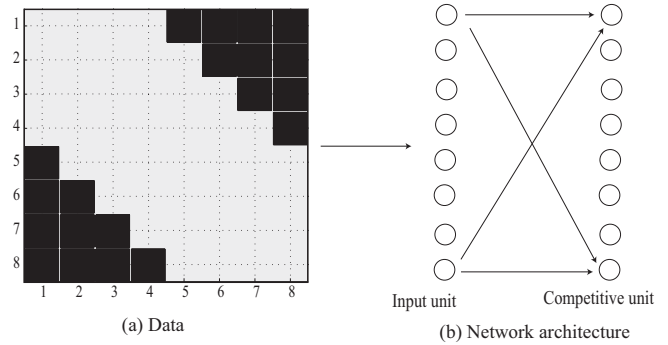 1
2
3
4
5
6
7
8
1 2 3 4 5 6 7 8
(a) Data
Input unit
Competitive unit
(b) Network architecture